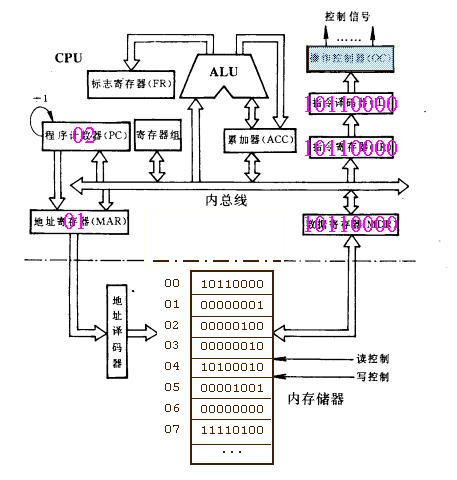 控制信号
……
CPU
操作控制器(OC)
标志寄存器(FR)
ALU
10110000
+1
程序计数器(PC)
02
寄存器组
累加器(ACC)
10110000
内总线
地址寄存器(MAR)
01
10110000
地址译码器
00 10110000
01 00000001
02 00000100
03 00000010
04 10100010
05 00001001
06 00000000
07 11110100
...
读控制
写控制
内存储器